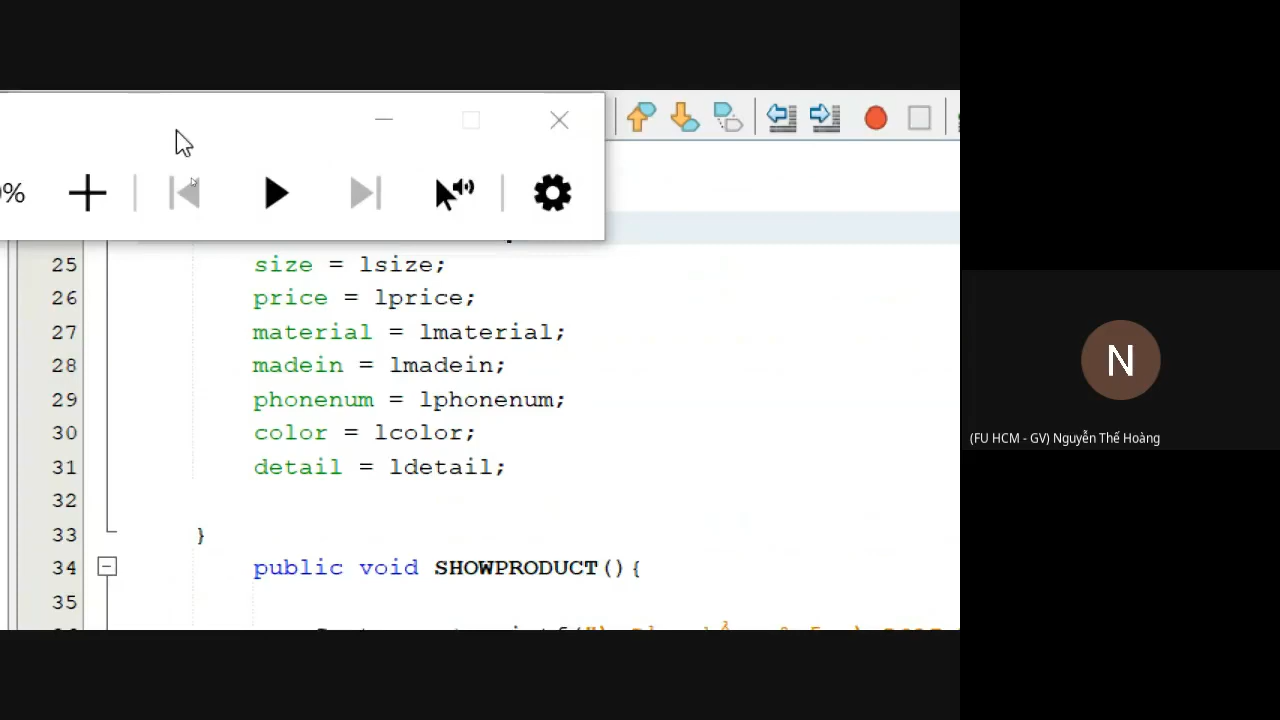 %
25 size = lsize;
26 price = lprice;
27 material = lmaterial;
28 madein = lmadein;
29 phonenum = lphonenum;
30 color = lcolor;
31 detail = ldetail;
32
33 }
34 public void SHOWPRODUCT(){
35
N
(FU HCM - GV) Nguyễn Thế Hoàng